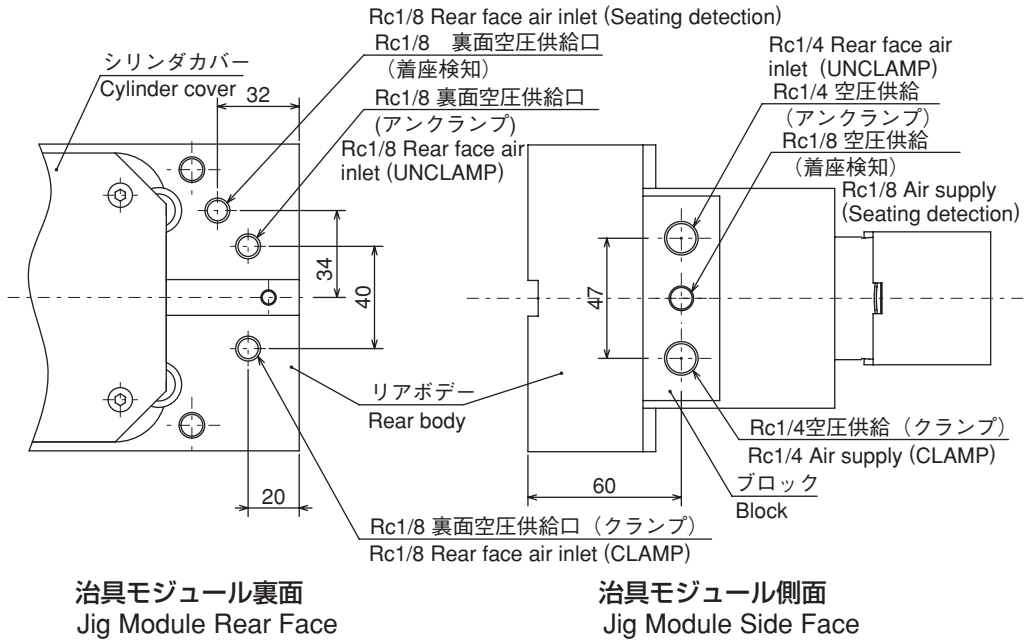 Rc1/8 Rear face air inlet (Seating detection)
Rc1/8 裏面空圧供給口
（着座検知）
シリンダカバー
Cylinder cover
32
Rc1/8 裏面空圧供給口
(アンクランプ)
Rc1/8 Rear face air
inlet (UNCLAMP)
34
40
20
リアボデー
Rear body
Rc1/8 裏面空圧供給口（クランプ）
Rc1/8 Rear face air inlet (CLAMP)
治具モジュール裏面
Jig Module Rear Face
Rc1/4 Rear face air
inlet (UNCLAMP)
Rc1/4 空圧供給
（アンクランプ）
Rc1/8 空圧供給
（着座検知）
Rc1/8 Air supply
(Seating detection)
47
60
Rc1/4空圧供給（クランプ）
Rc1/4 Air supply (CLAMP)
ブロック
Block
治具モジュール側面
Jig Module Side Face